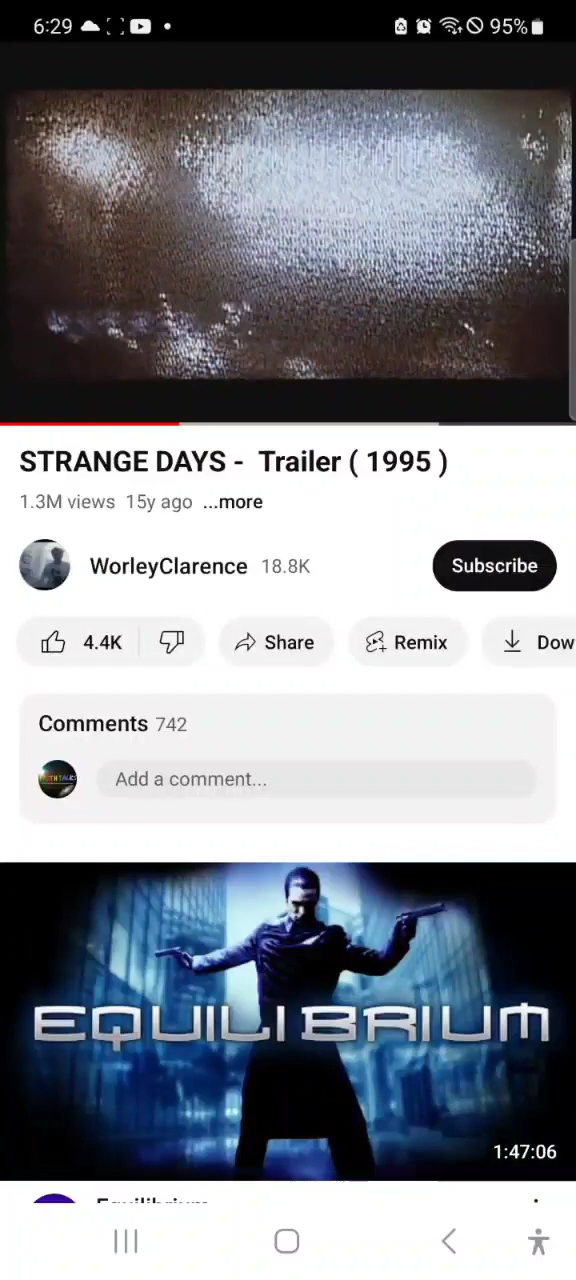 6:29
95%
STRANGE DAYS - Trailer ( 1995 )
1.3M views 15y ago ...more
WorleyClarence 18.8K
Subscribe
4.4K
Share
Remix
Dow
Comments 742
Add a comment...
EQUILIBRIUM
1:47:06
Equilibrium